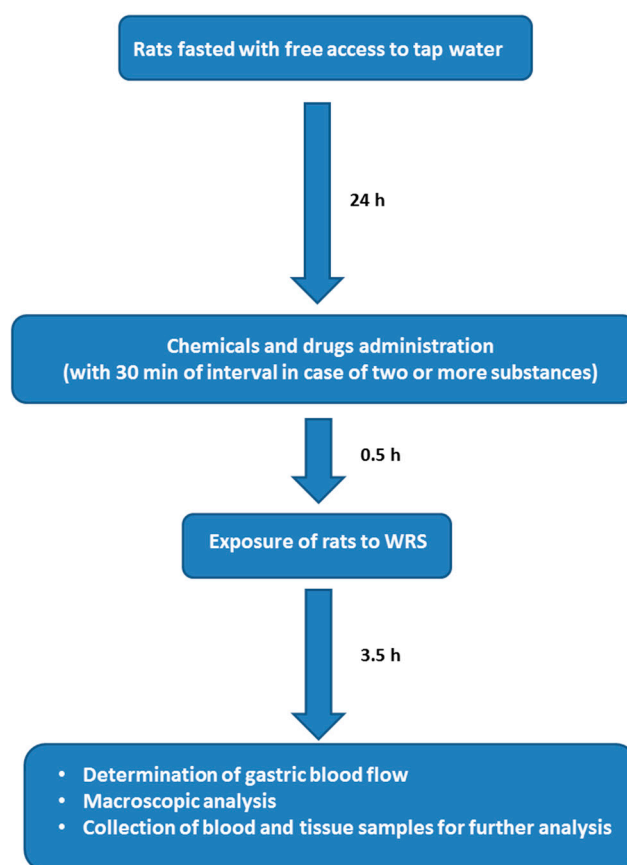 Rats fasted with free access to tap water
24 h
Chemicals and drugs administration
(with 30 min of interval in case of two or more substances)
0.5 h
Exposure of rats to WRS
3.5 h
• Determination of gastric blood flow
• Macroscopic analysis
• Collection of blood and tissue samples for further analysis